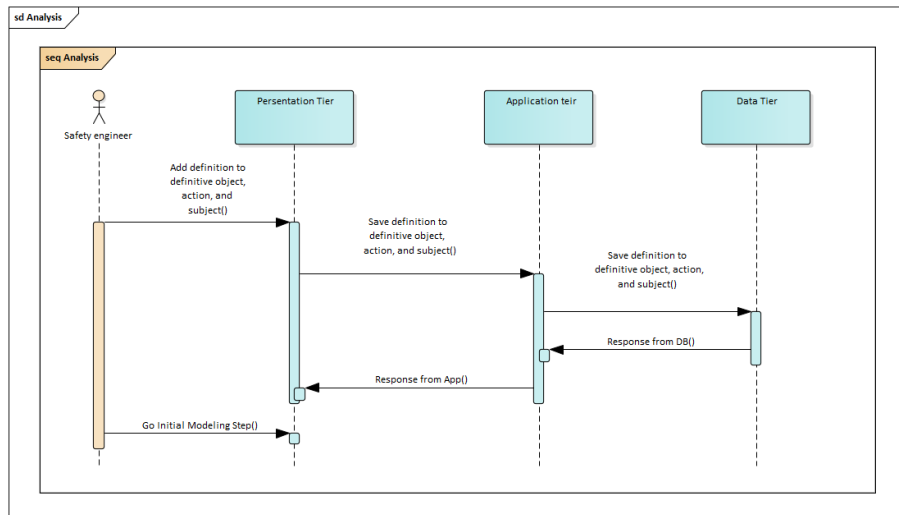 sd Analysis
seq Analysis
Persentation Tier
Application teir
Data Tier
Safety engineer
Add definition to
definitive object,
action, and
subject()
Save definition to
definitive object,
action, and subject()
Save definition to
definitive object, action,
and subject()
Response from DB()
Response from App()
Go Initial Modeling Step()